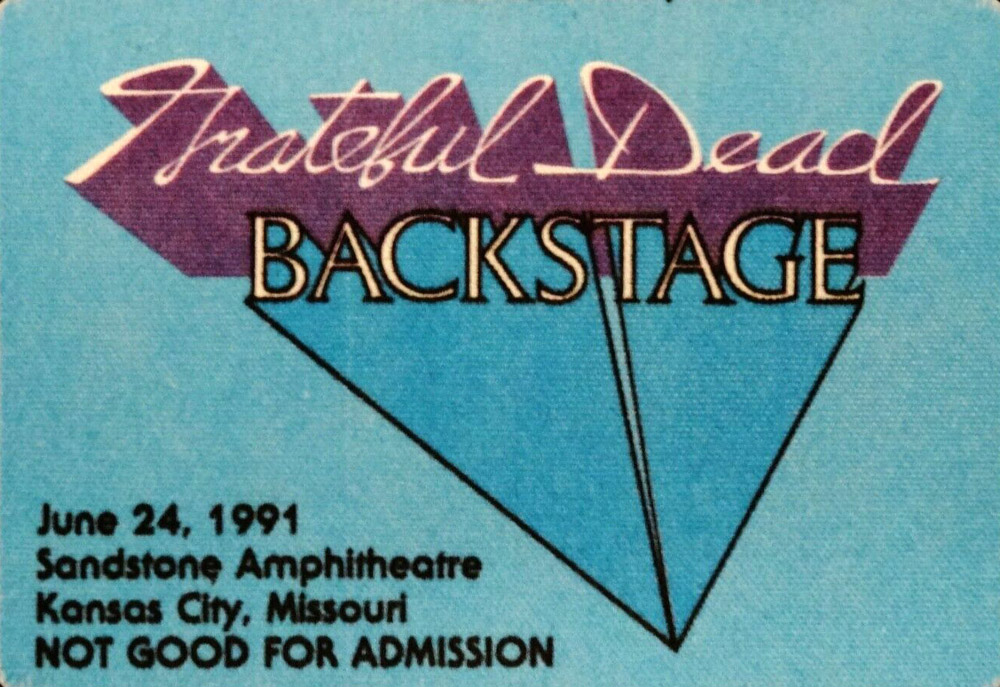 Grateful Dead
BACKSTAGE
June 24, 1991
Sandstone Amphitheatre
Kansas City, Missouri
NOT GOOD FOR ADMISSION